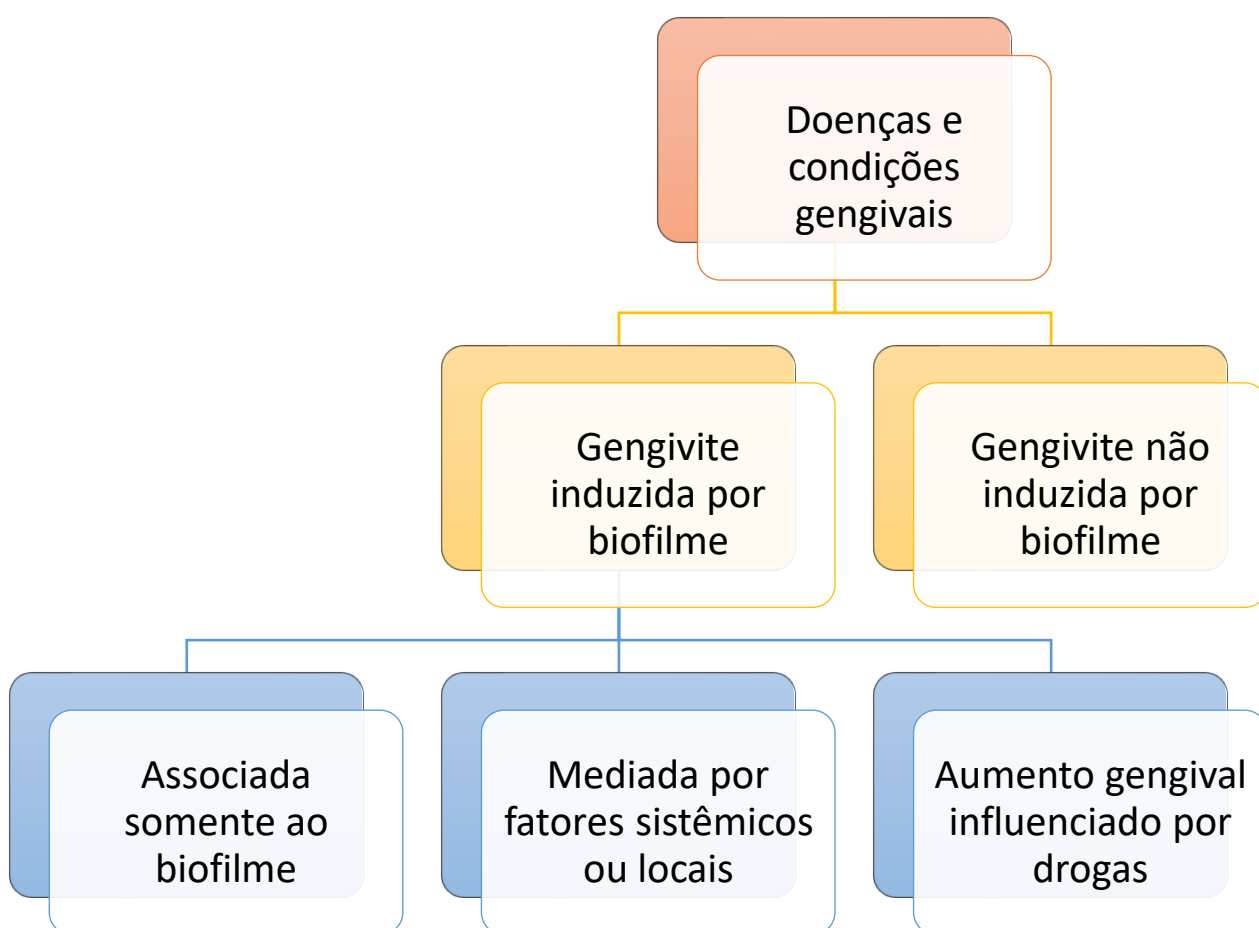 Doenças e
condições
gengivais
Gengivite
induzida por
biofilme
Gengivite não
induzida por
biofilme
Associada
somente ao
biofilme
Mediada por
fatores sistêmicos
ou locais
Aumento gengival
influenciado por
drogas